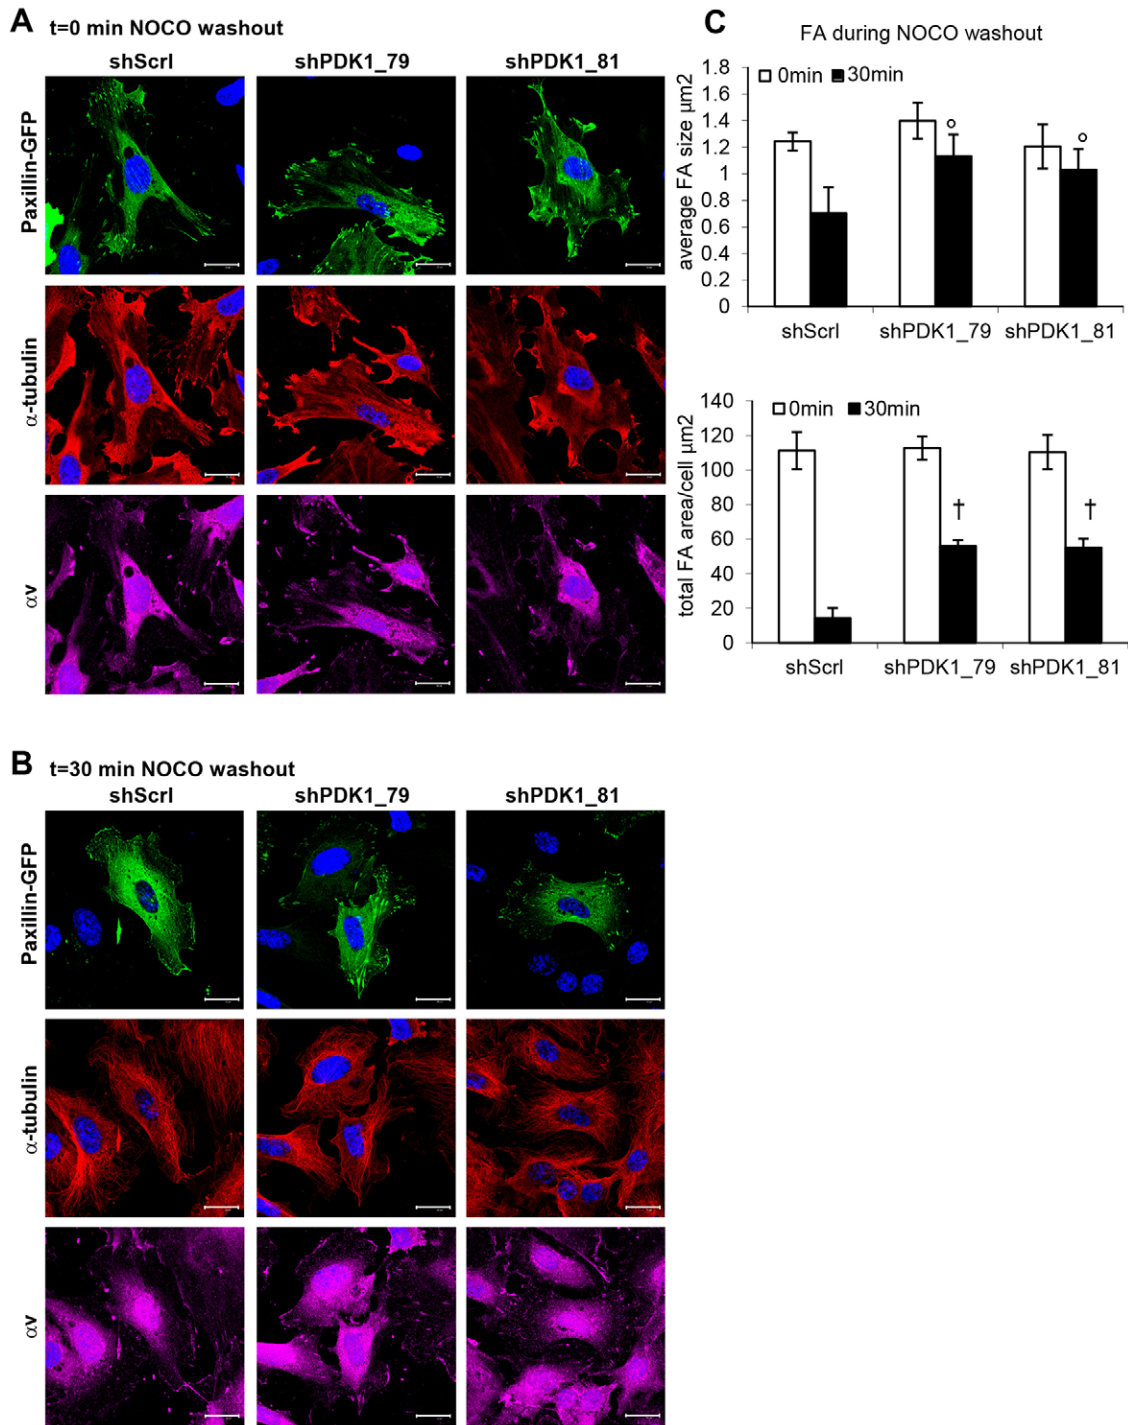 A t=0 min NOCO washout
shScrl shPDK1_79 shPDK1_81
Paxillin-GFP
α-tubulin
αv
B t=30 min NOCO washout
shScrl shPDK1_79 shPDK1_81
Paxillin-GFP
α-tubulin
αv
C
FA during NOCO washout
average FA size µm2
1.8
1.6
1.4
1.2
1
0.8
0.6
0.4
0.2
0
0min 30min
° °
shScrl shPDK1_79 shPDK1_81
total FA area/cell µm2
140
120
100
80
60
40
20
0
0min 30min
† †
shScrl shPDK1_79 shPDK1_81